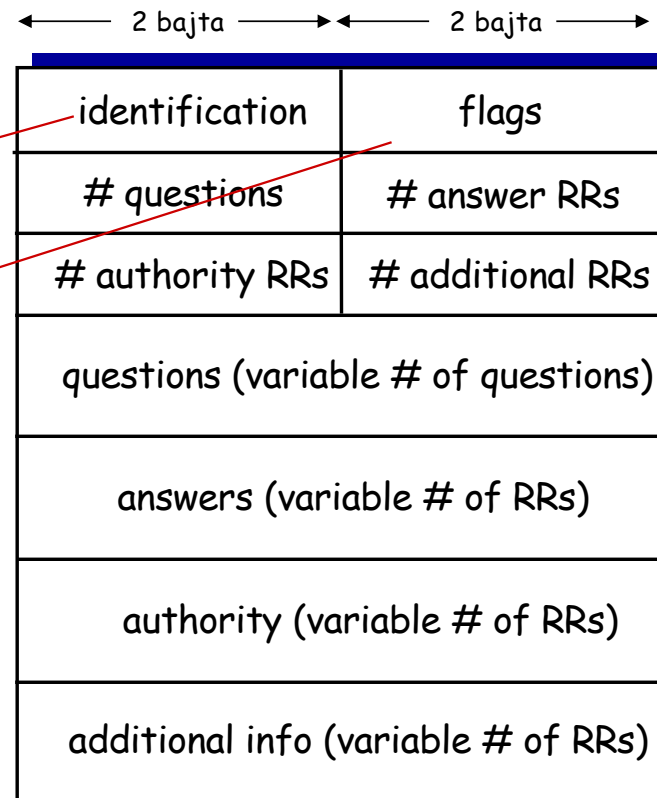 2 bajta 2 bajta
identification flags
# questions # answer RRs
# authority RRs # additional RRs
questions (variable # of questions)
answers (variable # of RRs)
authority (variable # of RRs)
additional info (variable # of RRs)